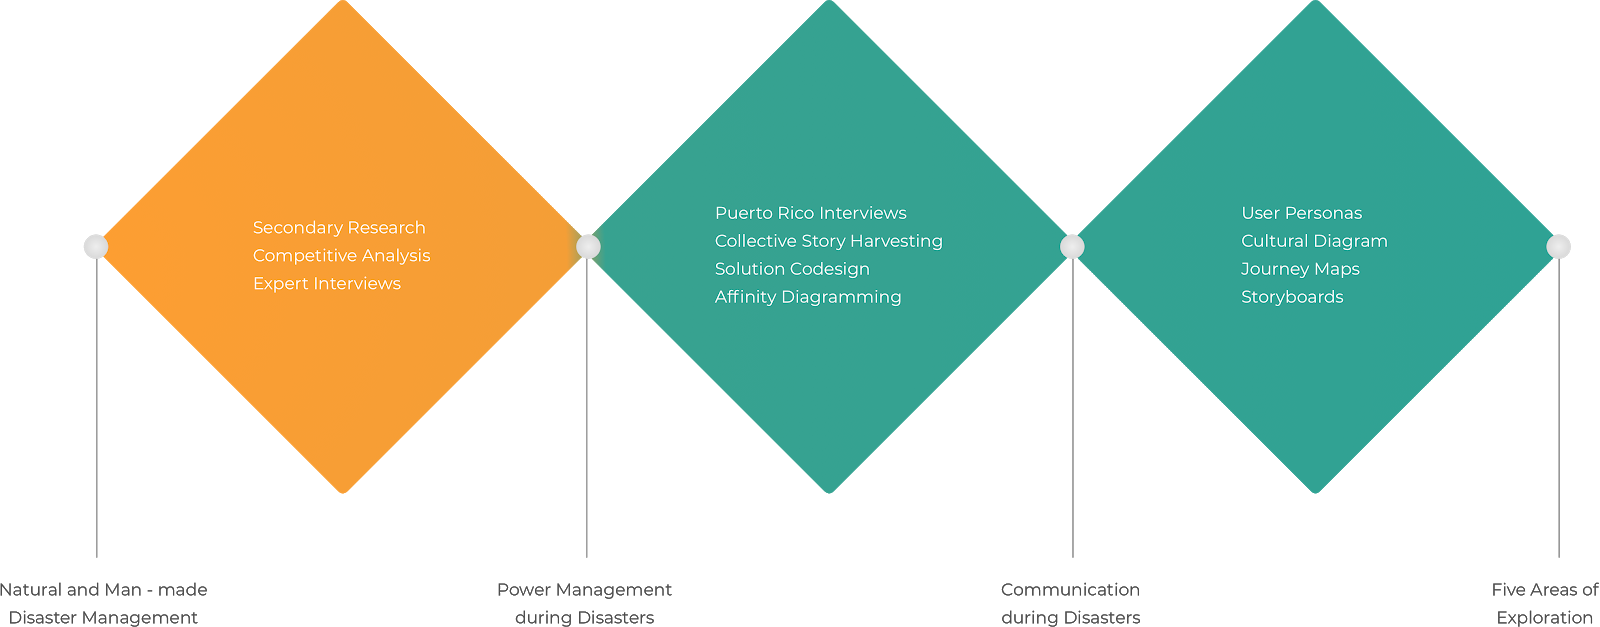 Secondary Research
Competitive Analysis
Expert Interviews
Puerto Rico Interviews
Collective Story Harvesting
Solution Codesign
Affinity Diagramming
User Personas
Cultural Diagram
Journey Maps
Storyboards
Natural and Man - made
Disaster Management
Power Management
during Disasters
Communication
during Disasters
Five Areas of
Exploration